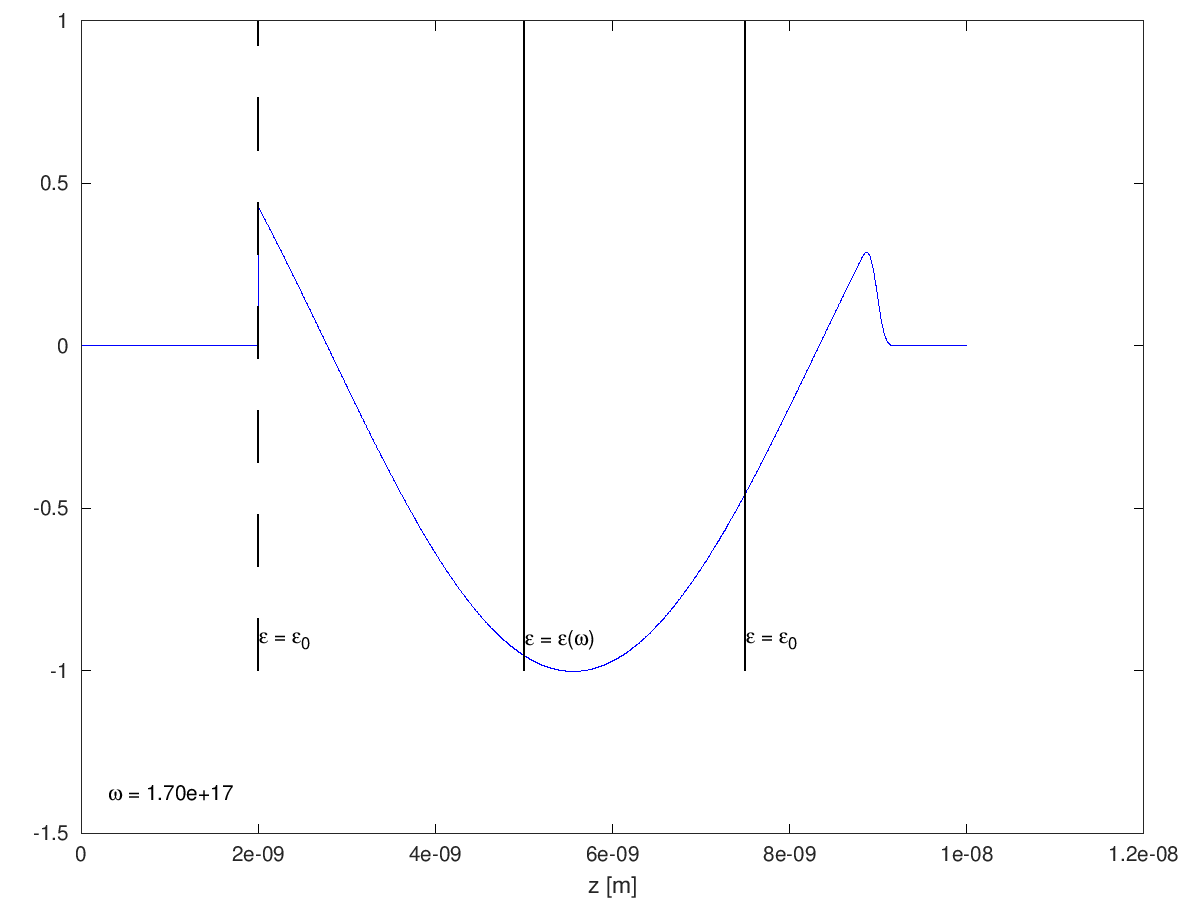 1
0.5
0
-0.5
-1
-1.5
ε = ε0
ε = ε(ω)
ε = ε0
ω = 1.70e+17
0
2e-09
4e-09
6e-09
8e-09
1e-08
1.2e-08
z [m]